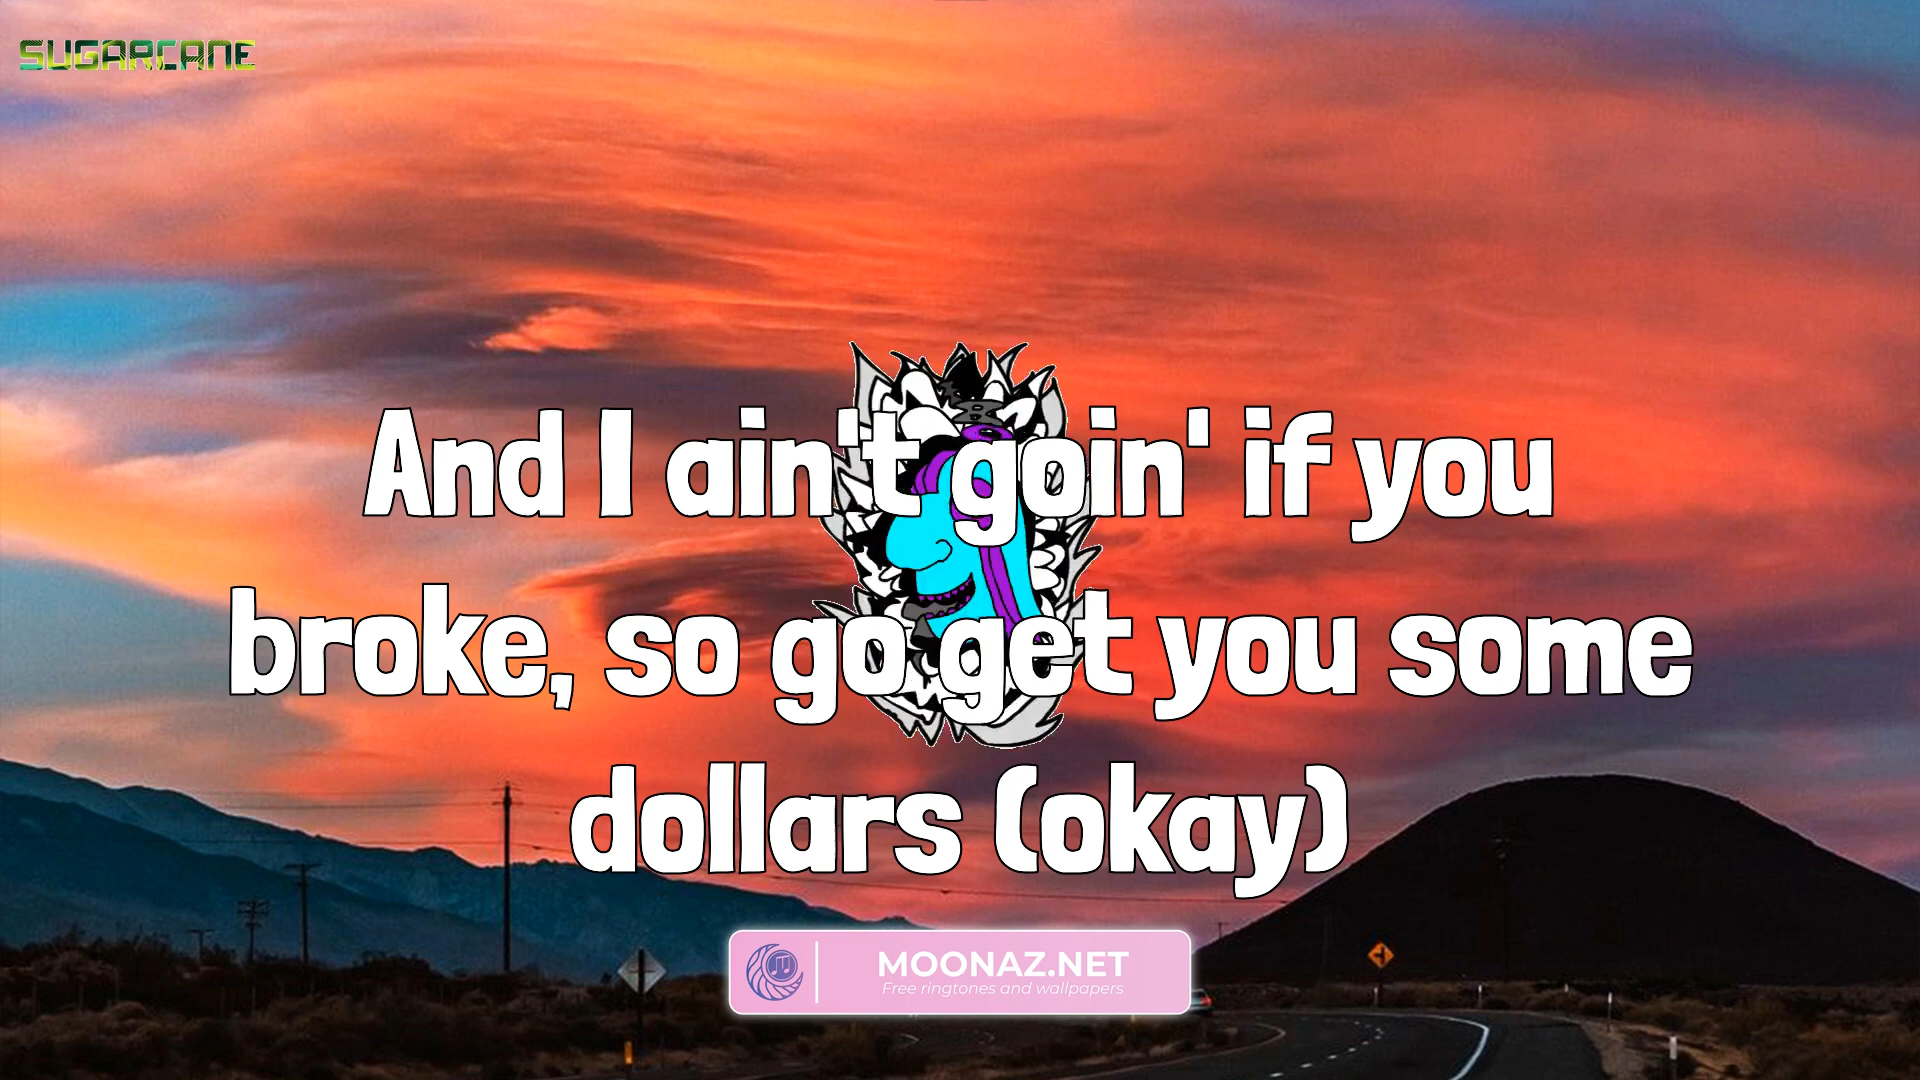 SUGARCANE
And I ain't goin' if you
broke, so go get you some
dollars (okay)
MOONAZ.NET
Free ringtones and wallpapers